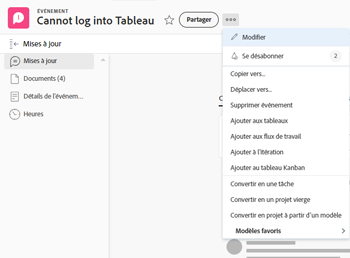 ÉVÉNEMENT
Cannot log into Tableau
Partager
Mises à jour
Mises à jour
Documents (4)
Détails de l'événem...
Heures
Modifier
Se désabonner 2
Copier vers...
Déplacer vers...
Supprimer événement
Ajouter aux tableaux
Ajouter aux flux de travail
Ajouter à l'itération
Ajouter au tableau Kanban
Convertir en une tâche
Convertir en un projet vierge
Convertir en projet à partir d'un modèle
Modèles favoris